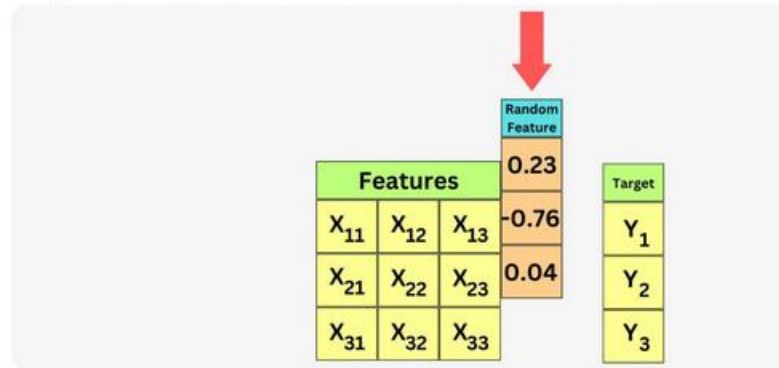 Random
Feature
0.23
-0.76
0.04
Features
X₁₁ X₁₂ X₁₃
X₂₁ X₂₂ X₂₃
X₃₁ X₃₂ X₃₃
Target
Y₁
Y₂
Y₃